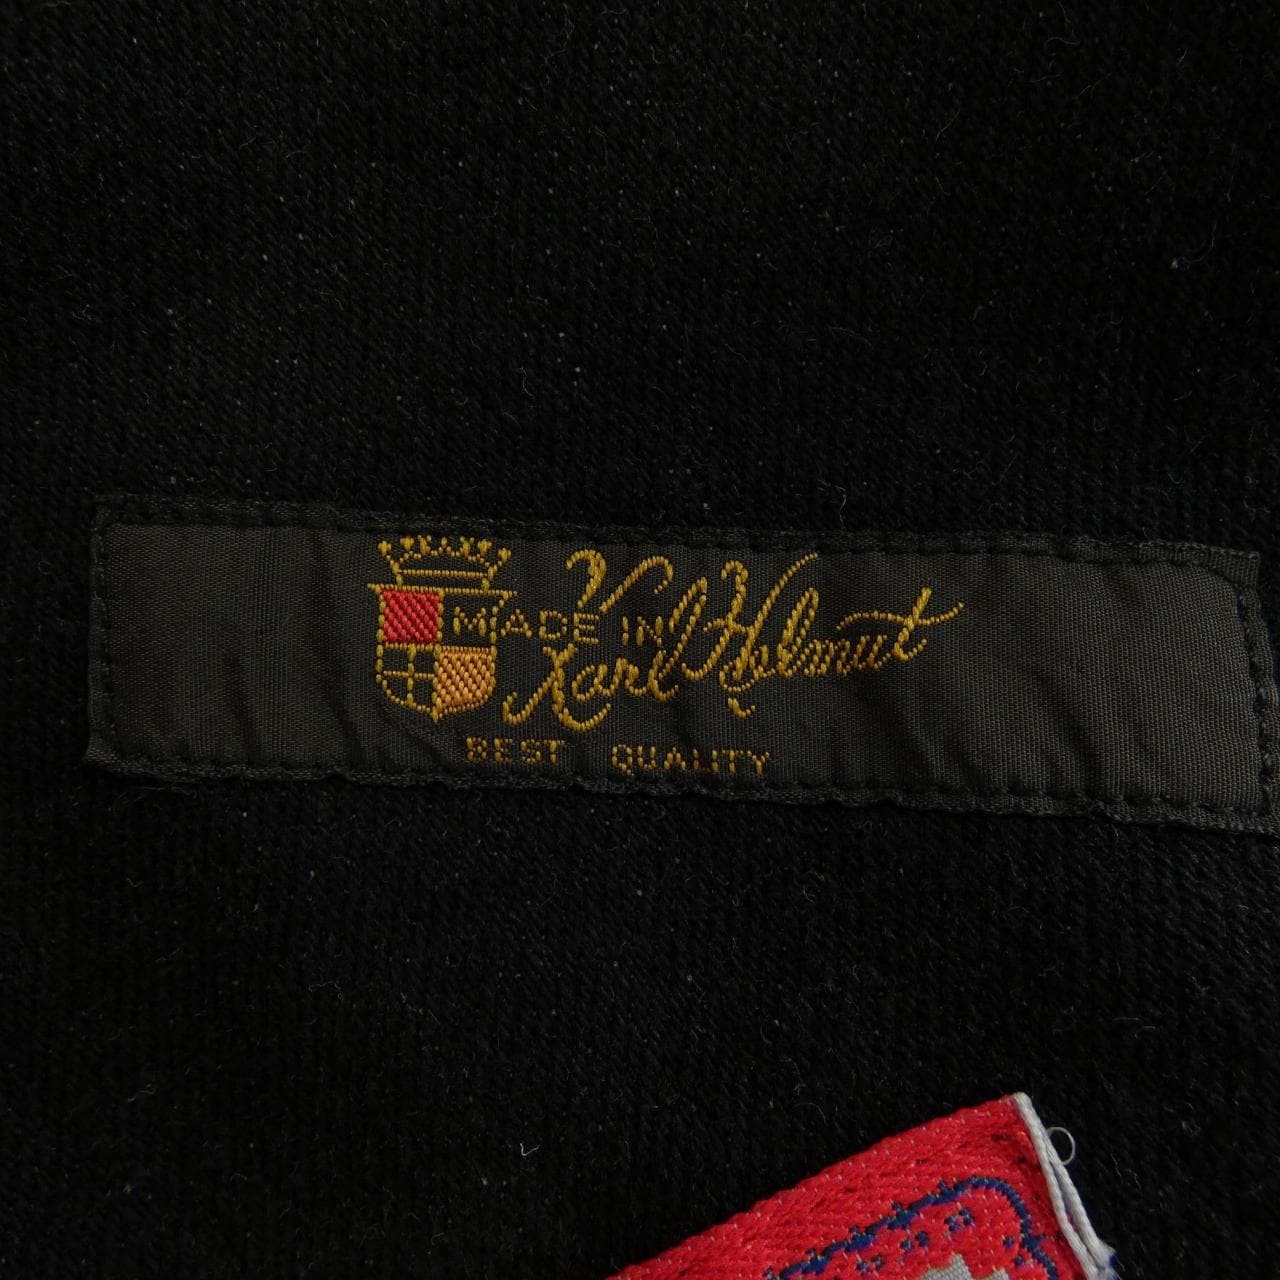 MADE IN
Karl Helmut
BEST QUALITY